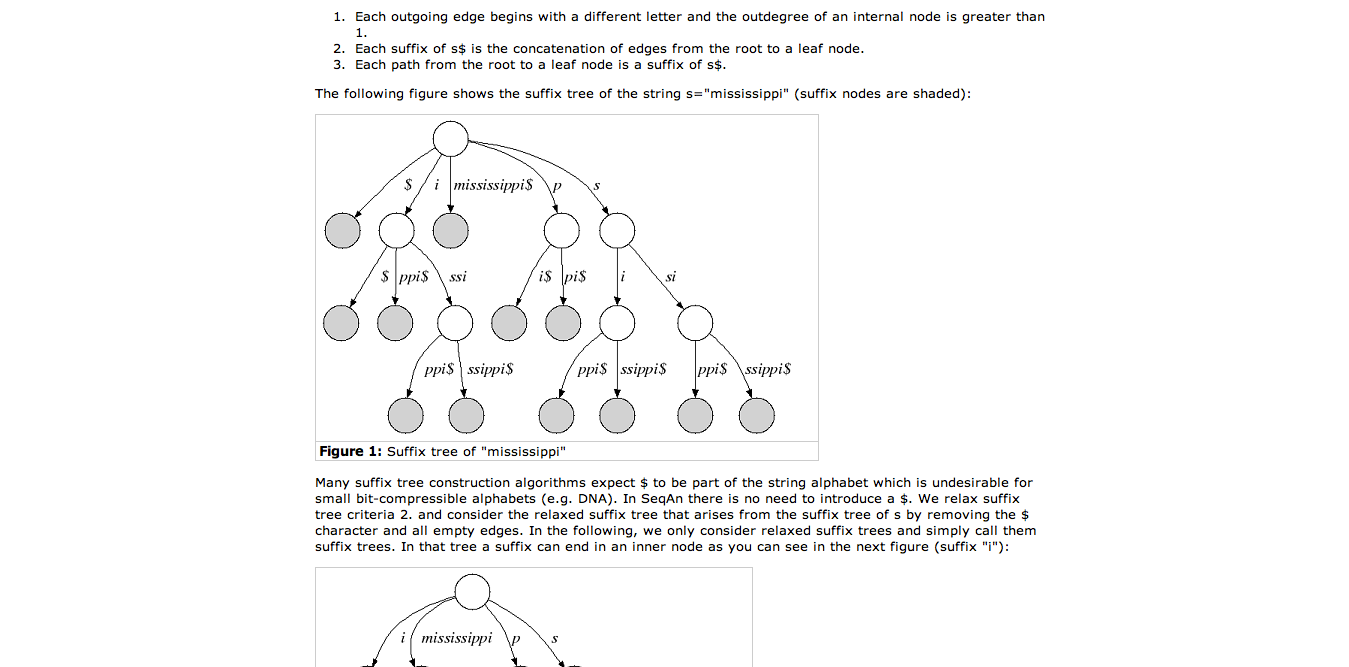 1. Each outgoing edge begins with a different letter and the outdegree of an internal node is greater than
1.
2. Each suffix of s$ is the concatenation of edges from the root to a leaf node.
3. Each path from the root to a leaf node is a suffix of s$.
The following figure shows the suffix tree of the string s="mississippi" (suffix nodes are shaded):
$ i mississippi$ p s
$ ppi$ ssi i$ pi$ i si
ppi$ ssippi$ ppi$ ssippi$ ppi$ ssippi$
Figure 1: Suffix tree of "mississippi"
Many suffix tree construction algorithms expect $ to be part of the string alphabet which is undesirable for
small bit-compressible alphabets (e.g. DNA). In SeqAn there is no need to introduce a $. We relax suffix
tree criteria 2. and consider the relaxed suffix tree that arises from the suffix tree of s by removing the $
character and all empty edges. In the following, we only consider relaxed suffix trees and simply call them
suffix trees. In that tree a suffix can end in an inner node as you can see in the next figure (suffix "i"):
i mississippi p s